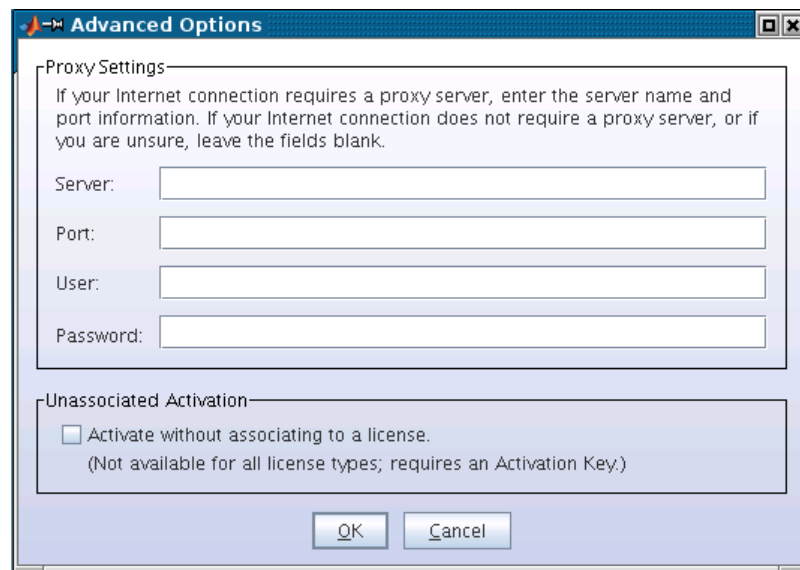 Advanced Options
Proxy Settings
If your Internet connection requires a proxy server, enter the server name and
port information. If your Internet connection does not require a proxy server, or if
you are unsure, leave the fields blank.
Server:
Port:
User:
Password:
Unassociated Activation
Activate without associating to a license.
(Not available for all license types; requires an Activation Key.)
OK Cancel